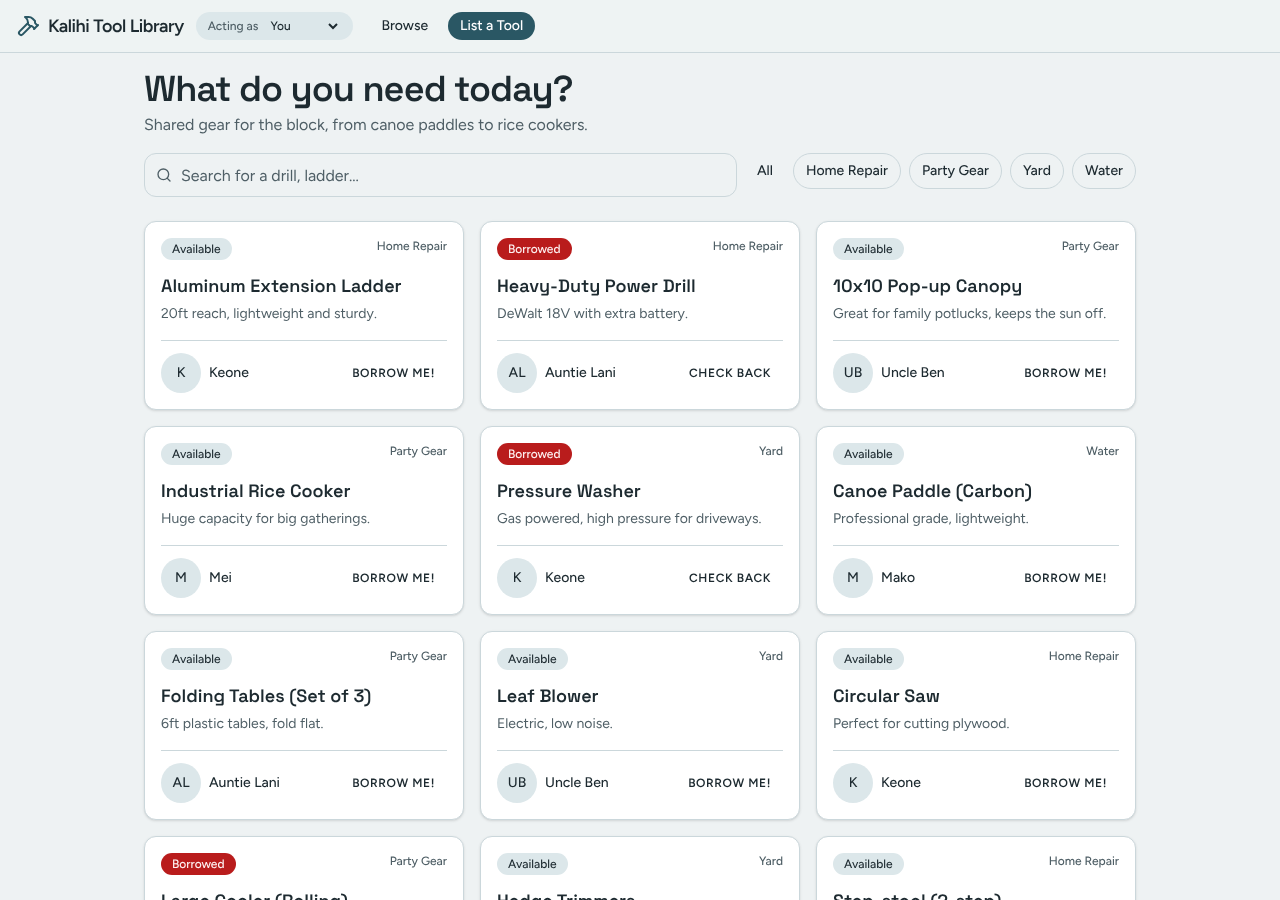 Kalihi Tool Library
Acting as You
Browse
List a Tool
What do you need today?
Shared gear for the block, from canoe paddles to rice cookers.
Search for a drill, ladder...
All
Home Repair
Party Gear
Yard
Water
Available
Home Repair
Aluminum Extension Ladder
20ft reach, lightweight and sturdy.
K
Keone
BORROW ME!
Borrowed
Home Repair
Heavy-Duty Power Drill
DeWalt 18V with extra battery.
AL
Auntie Lani
CHECK BACK
Available
Party Gear
10x10 Pop-up Canopy
Great for family potlucks, keeps the sun off.
UB
Uncle Ben
BORROW ME!
Available
Party Gear
Industrial Rice Cooker
Huge capacity for big gatherings.
M
Mei
BORROW ME!
Borrowed
Yard
Pressure Washer
Gas powered, high pressure for driveways.
K
Keone
CHECK BACK
Available
Water
Canoe Paddle (Carbon)
Professional grade, lightweight.
M
Mako
BORROW ME!
Available
Party Gear
Folding Tables (Set of 3)
6ft plastic tables, fold flat.
AL
Auntie Lani
BORROW ME!
Available
Yard
Leaf Blower
Electric, low noise.
UB
Uncle Ben
BORROW ME!
Available
Home Repair
Circular Saw
Perfect for cutting plywood.
K
Keone
BORROW ME!
Borrowed
Party Gear
Large Cooler (Rolling)
Available
Yard
Hedge Trimmers
Available
Home Repair
Step-stool (2-step)